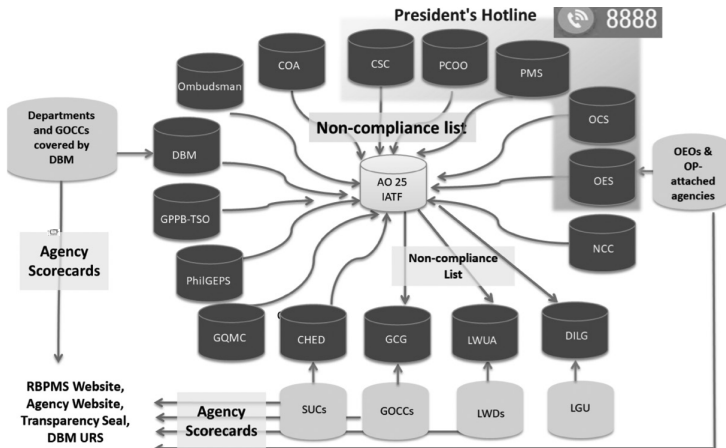 President's Hotline
8888
COA
CSC
PCOO
PMS
Ombudsman
OCS
Departments
and GOCCs
covered by
DBM
Non-compliance list
DBM
AO 25
IATF
OES
OEOs &
OP-
attached
agencies
GPPB-TSO
Agency
Scorecards
PhilGEPS
Non-compliance
List
NCC
GQMC
CHED
GCG
LWUA
DILG
RBPMS Website,
Agency Website,
Transparency Seal,
DBM URS
Agency
Scorecards
SUCs
GOCCs
LWDs
LGU